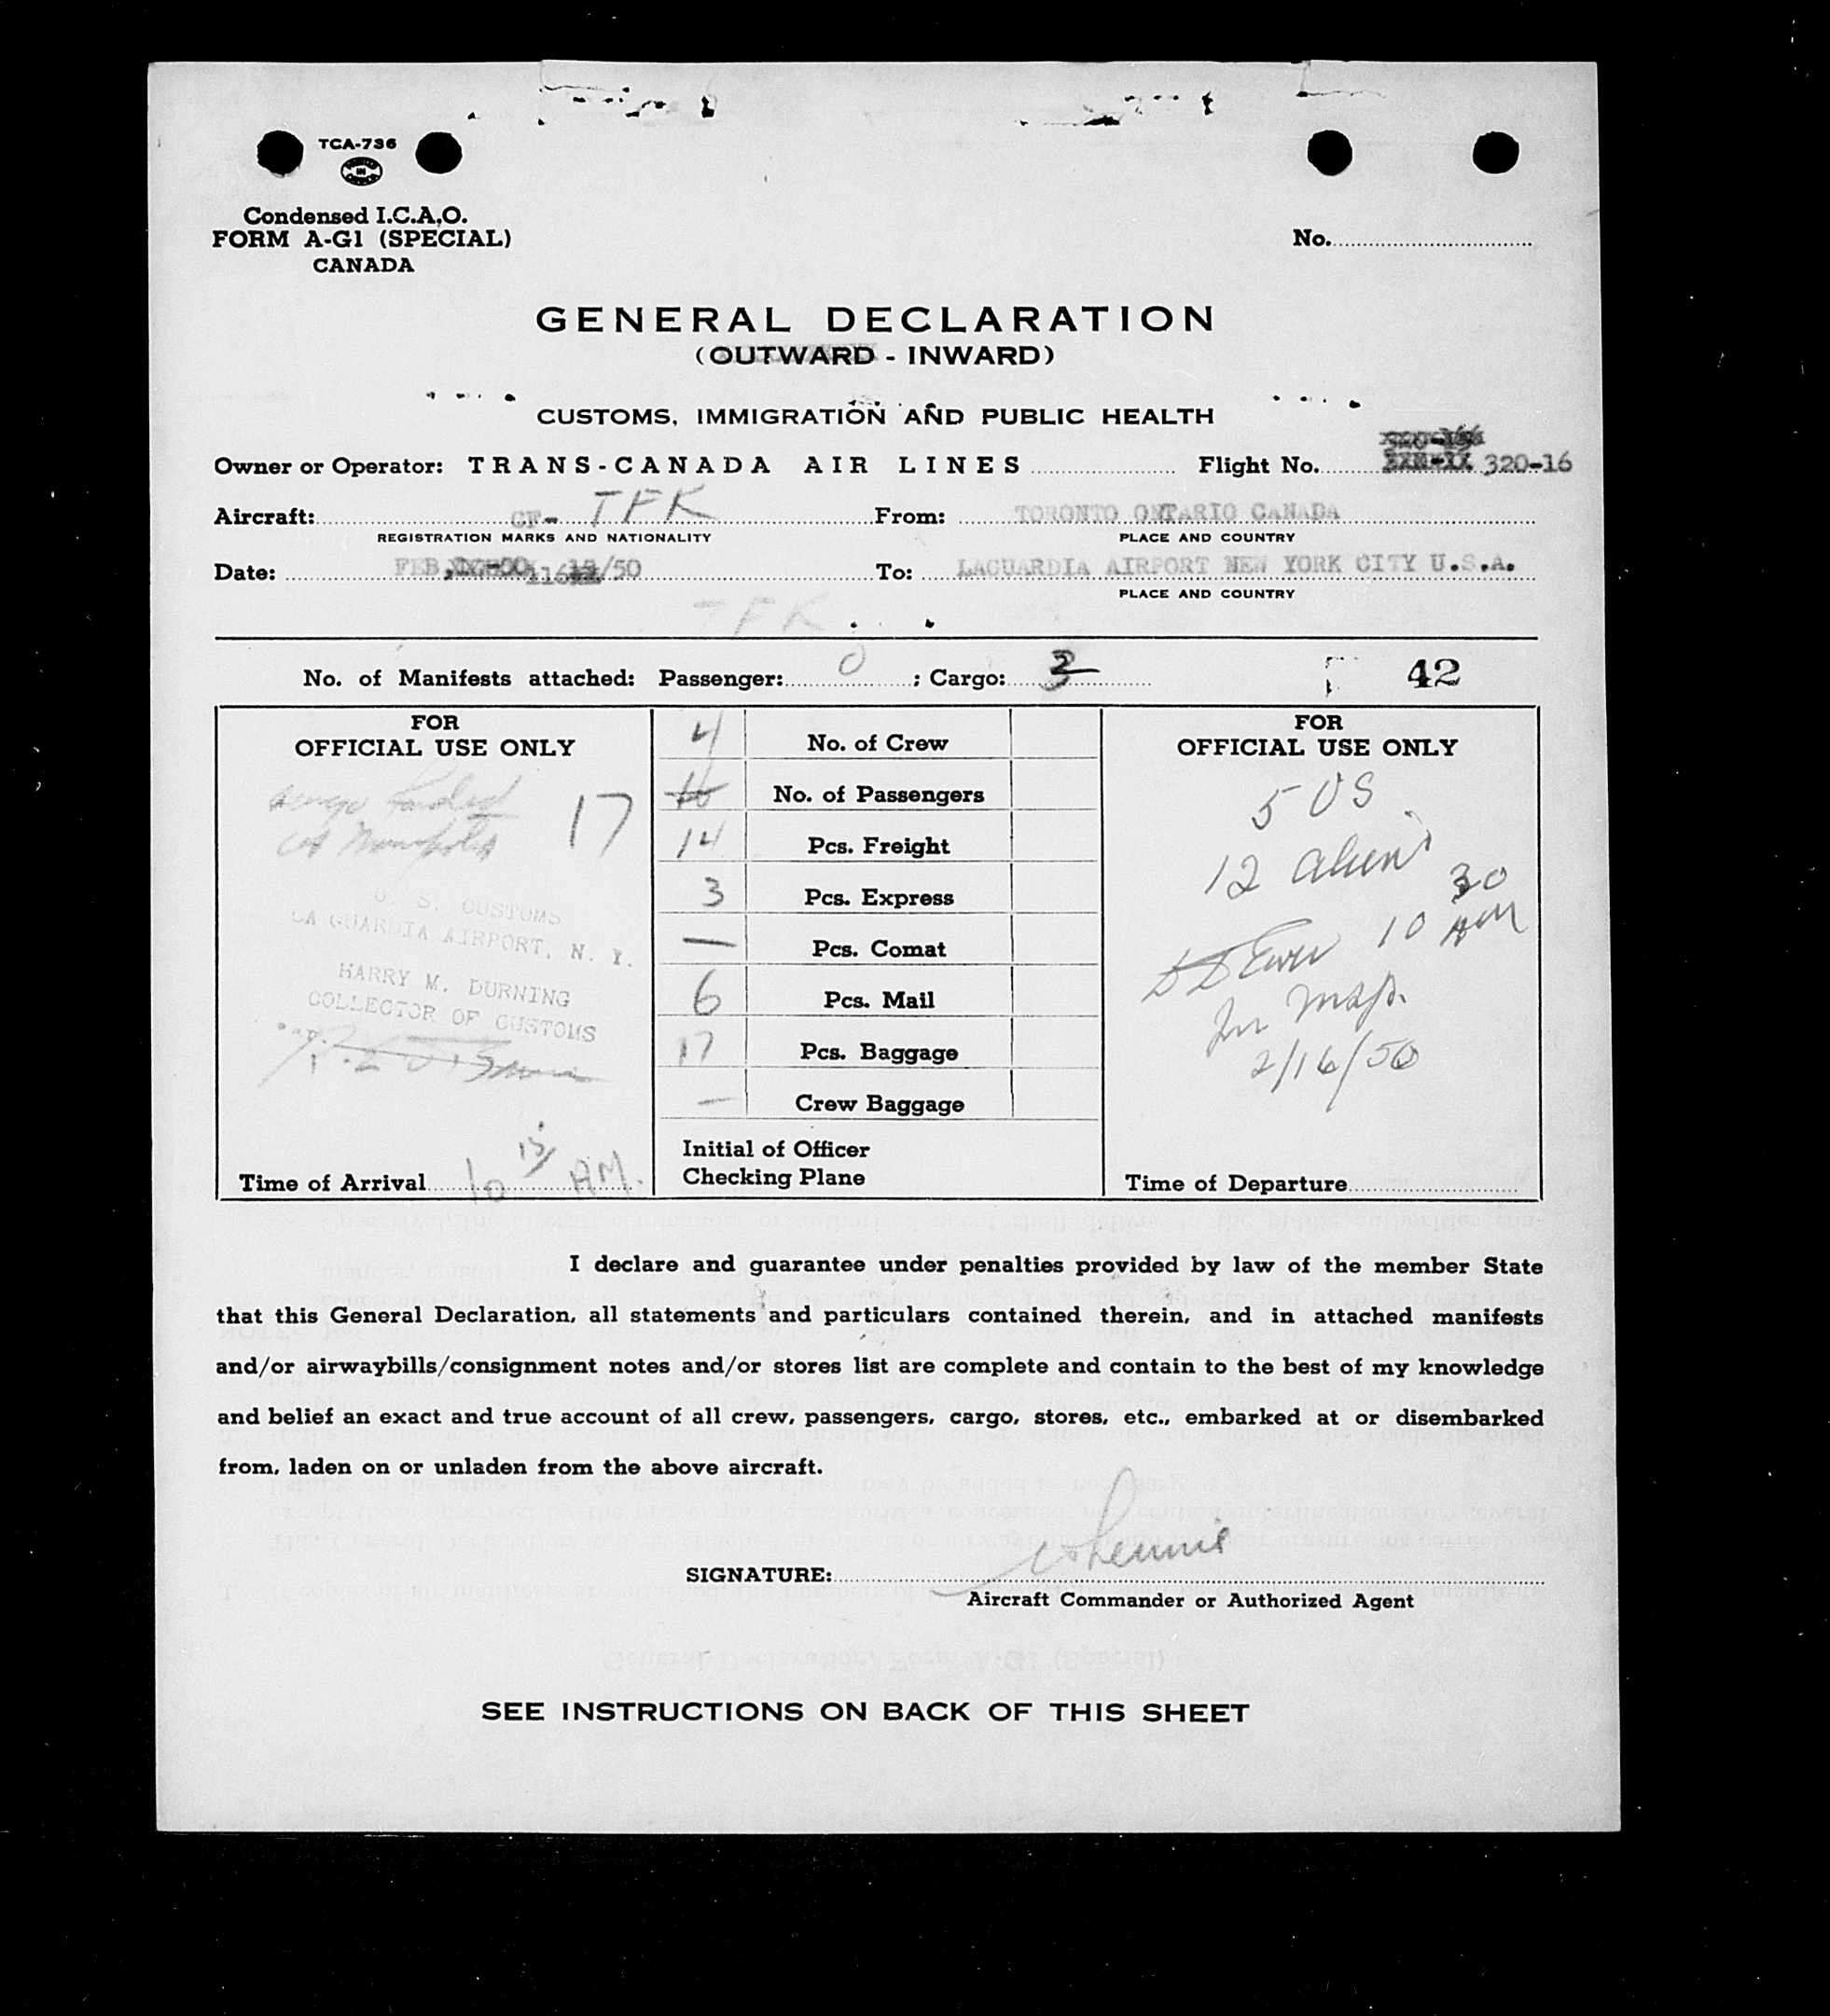 TCA-736
Condensed I.C.A.O.
FORM A-G1 (SPECIAL)
CANADA
No.
GENERAL DECLARATION
(OUTWARD - INWARD)
CUSTOMS, IMMIGRATION AND PUBLIC HEALTH
Owner or Operator: TRANS-CANADA AIR LINES Flight No. 320-16
Aircraft: CF- TFK From: TORONTO ONTARIO CANADA
REGISTRATION MARKS AND NATIONALITY PLACE AND COUNTRY
Date: FEB, 16 /50 To: LAGUARDIA AIRPORT NEW YORK CITY U.S.A.
PLACE AND COUNTRY
TFK
No. of Manifests attached: Passenger: 0 ; Cargo: 3 42
FOR
OFFICIAL USE ONLY
17
U. S. CUSTOMS
LA GUARDIA AIRPORT, N. Y.
HARRY M. DURNING
COLLECTOR OF CUSTOMS
Time of Arrival 10 15/ AM.
4 No. of Crew
16 No. of Passengers
14 Pcs. Freight
3 Pcs. Express
— Pcs. Comat
6 Pcs. Mail
17 Pcs. Baggage
— Crew Baggage
Initial of Officer
Checking Plane
FOR
OFFICIAL USE ONLY
5 US
12 aliens
10 30 AM
2/16/50
Time of Departure
I declare and guarantee under penalties provided by law of the member State
that this General Declaration, all statements and particulars contained therein, and in attached manifests
and/or airwaybills/consignment notes and/or stores list are complete and contain to the best of my knowledge
and belief an exact and true account of all crew, passengers, cargo, stores, etc., embarked at or disembarked
from, laden on or unladen from the above aircraft.
SIGNATURE:
Aircraft Commander or Authorized Agent
General Declaration Form A-G1 (Special)
SEE INSTRUCTIONS ON BACK OF THIS SHEET